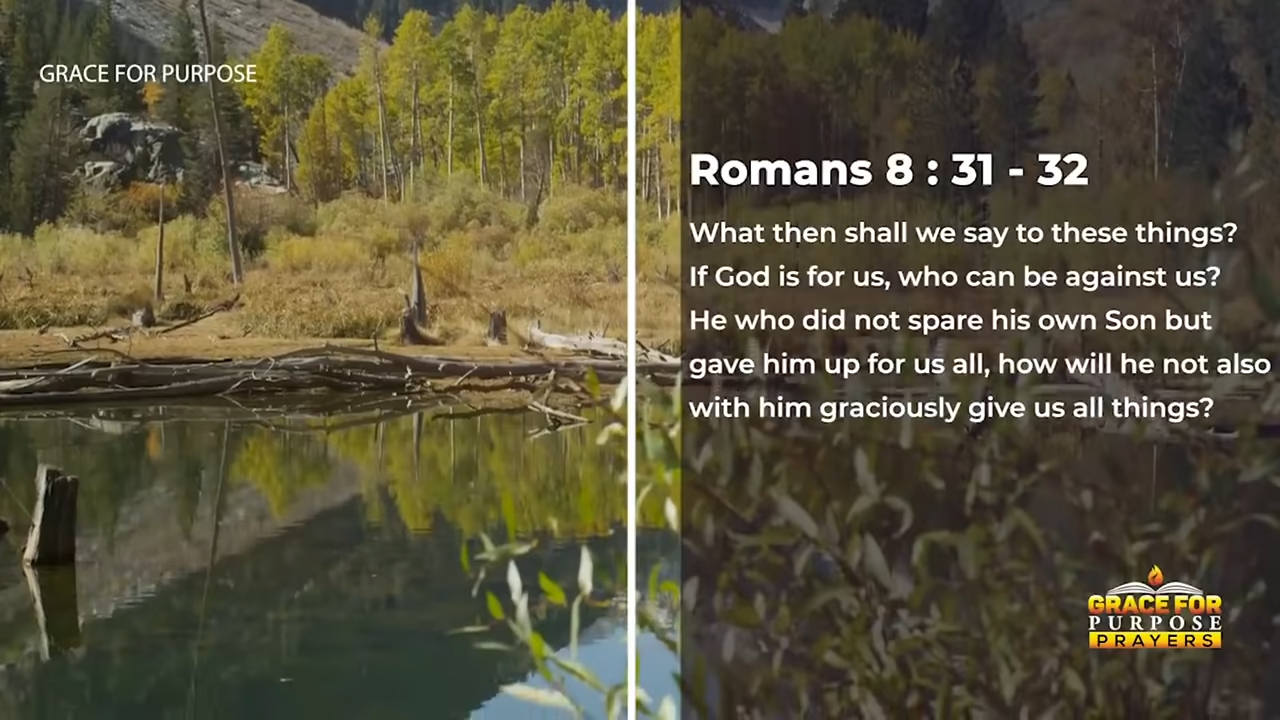 GRACE FOR PURPOSE
Romans 8 : 31 - 32
What then shall we say to these things?
If God is for us, who can be against us?
He who did not spare his own Son but
gave him up for us all, how will he not also
with him graciously give us all things?
GRACE FOR
PURPOSE
PRAYERS